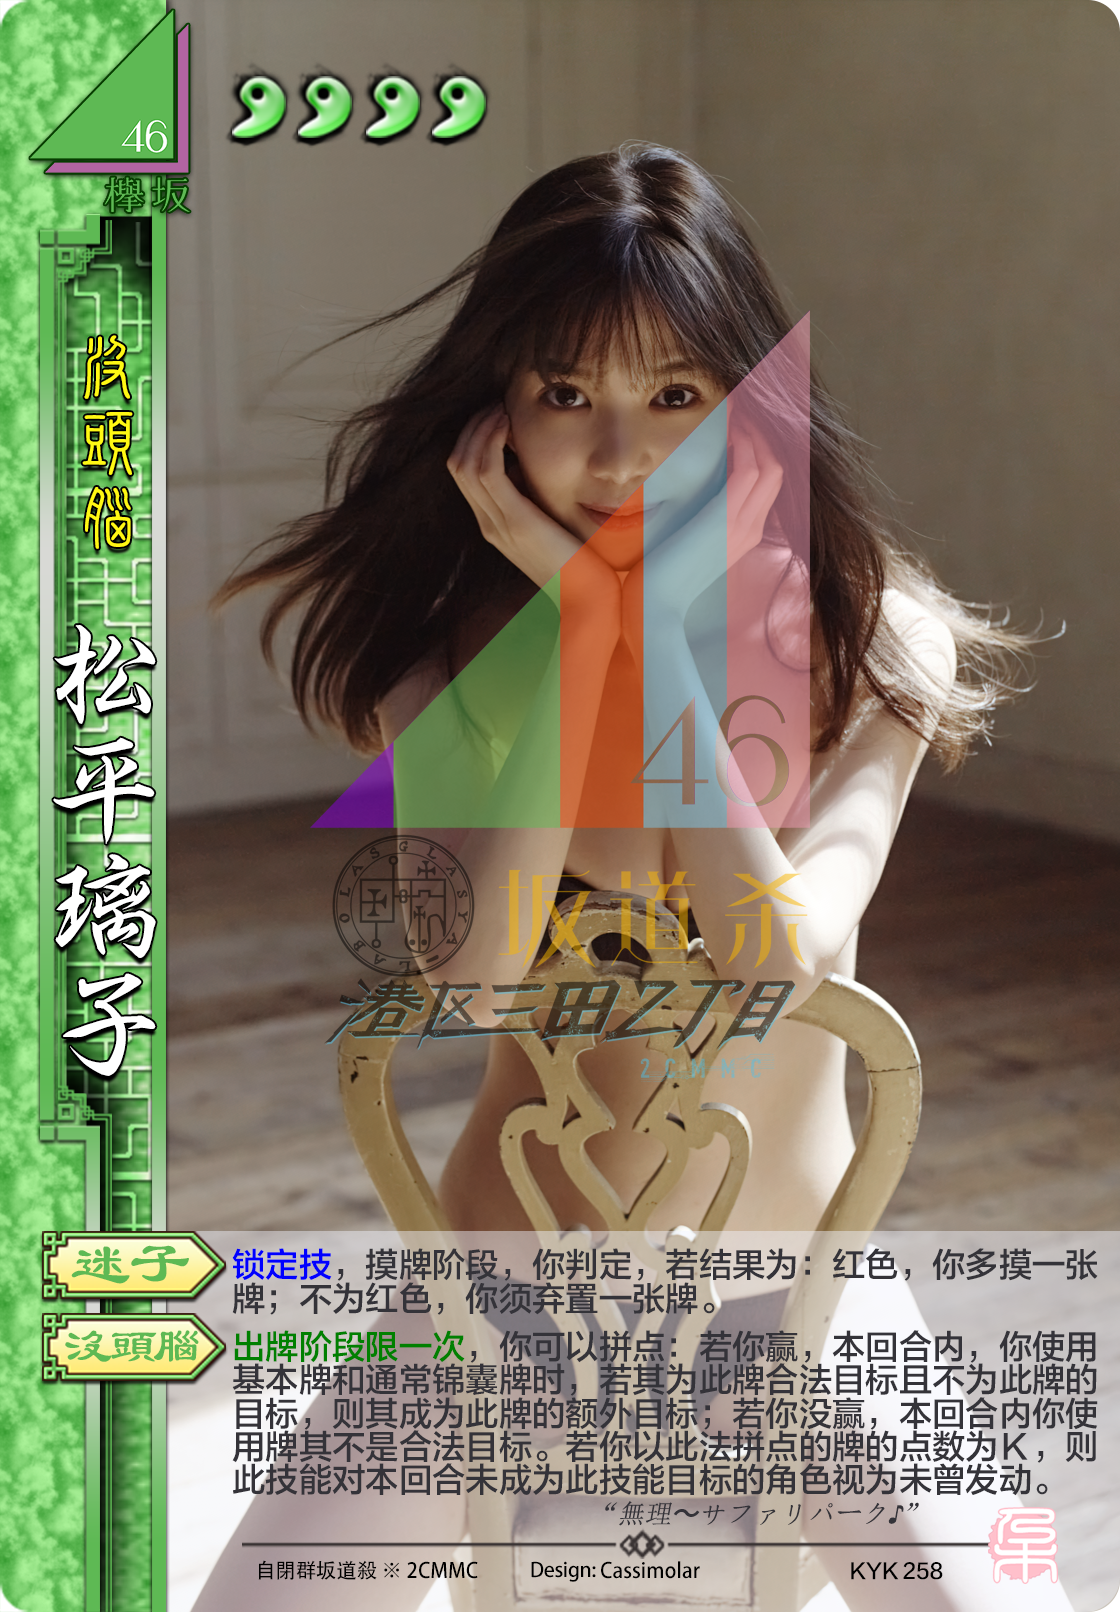 46
欅坂
沒頭腦
松平璃子
46
GLASYALABOLAS
坂道杀
港区三田乙丁目
2CMMC
迷子
锁定技，摸牌阶段，你判定，若结果为：红色，你多摸一张
牌；不为红色，你须弃置一张牌。
沒頭腦
出牌阶段限一次，你可以拼点：若你赢，本回合内，你使用
基本牌和通常锦囊牌时，若其为此牌合法目标且不为此牌的
目标，则其成为此牌的额外目标；若你没赢，本回合内你使
用牌其不是合法目标。若你以此法拼点的牌的点数为K，则
此技能对本回合未成为此技能目标的角色视为未曾发动。
“無理～サファリパーク♪”
自閉群坂道殺 ※ 2CMMC
Design: Cassimolar
KYK 258